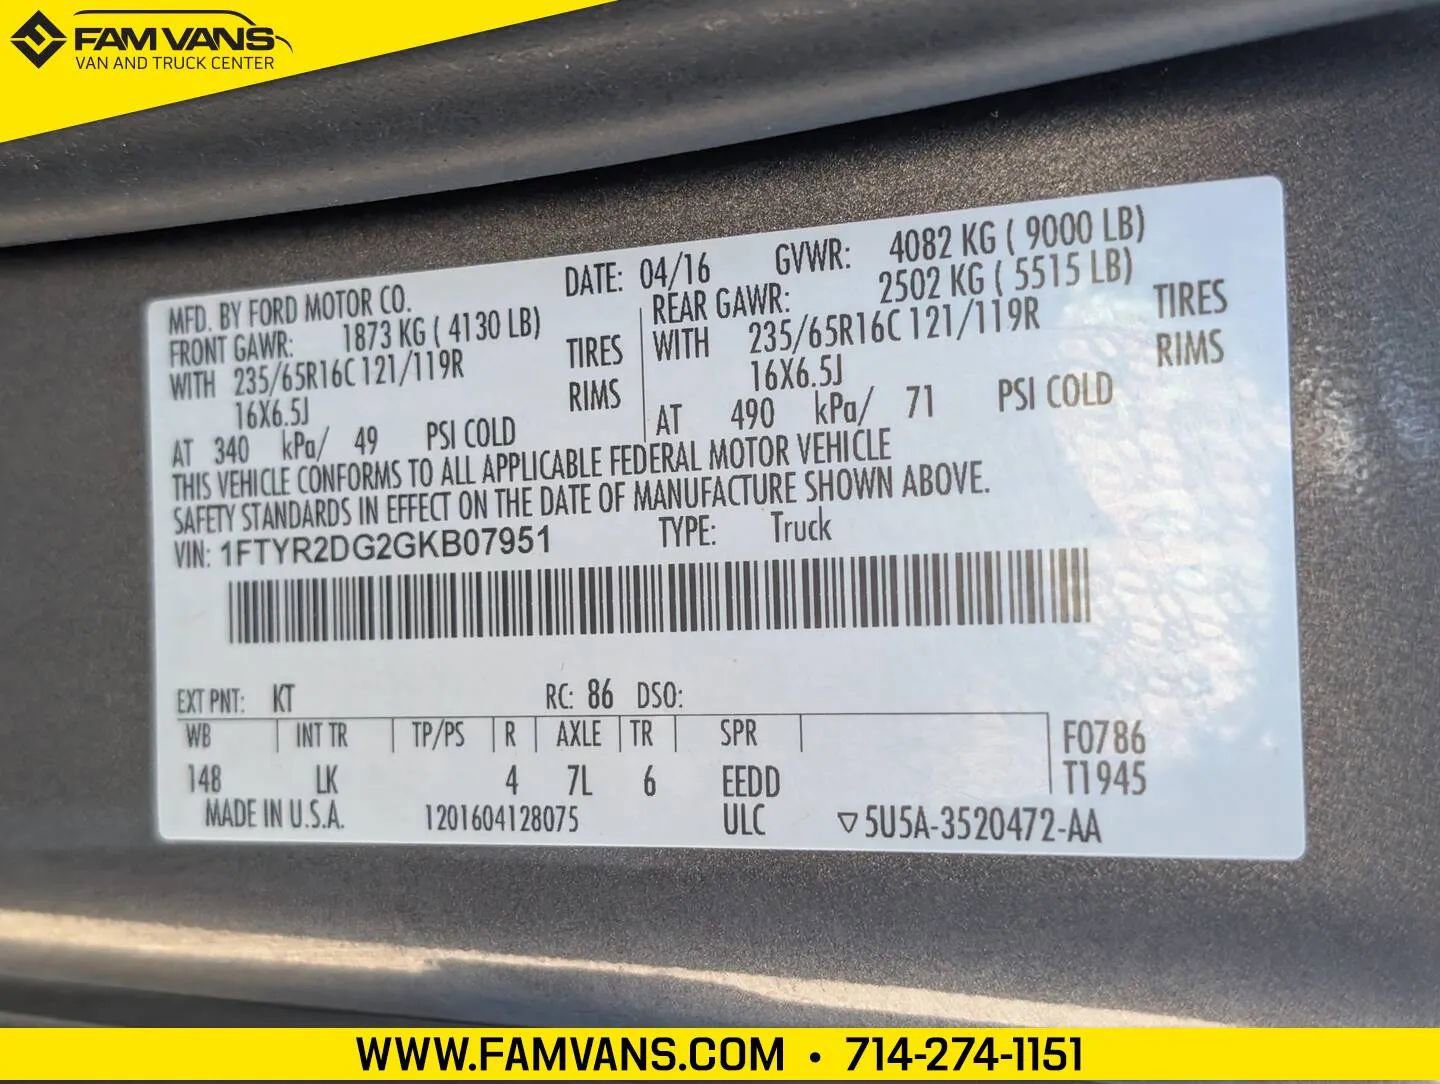 FAM VANS
VAN AND TRUCK CENTER
MFD. BY FORD MOTOR CO. DATE: 04/16 GVWR: 4082 KG ( 9000 LB)
FRONT GAWR: 1873 KG ( 4130 LB) REAR GAWR: 2502 KG ( 5515 LB)
WITH 235/65R16C 121/119R TIRES WITH 235/65R16C 121/119R TIRES
16X6.5J RIMS 16X6.5J RIMS
AT 340 kPa/ 49 PSI COLD AT 490 kPa/ 71 PSI COLD
THIS VEHICLE CONFORMS TO ALL APPLICABLE FEDERAL MOTOR VEHICLE
SAFETY STANDARDS IN EFFECT ON THE DATE OF MANUFACTURE SHOWN ABOVE.
VIN: 1FTYR2DG2GKB07951 TYPE: Truck
EXT PNT: KT RC: 86 DSO:
WB INT TR TP/PS R AXLE TR SPR F0786
148 LK 4 7L 6 EEDD T1945
MADE IN U.S.A. 1201604128075 ULC ▽5U5A-3520472-AA
WWW.FAMVANS.COM • 714-274-1151